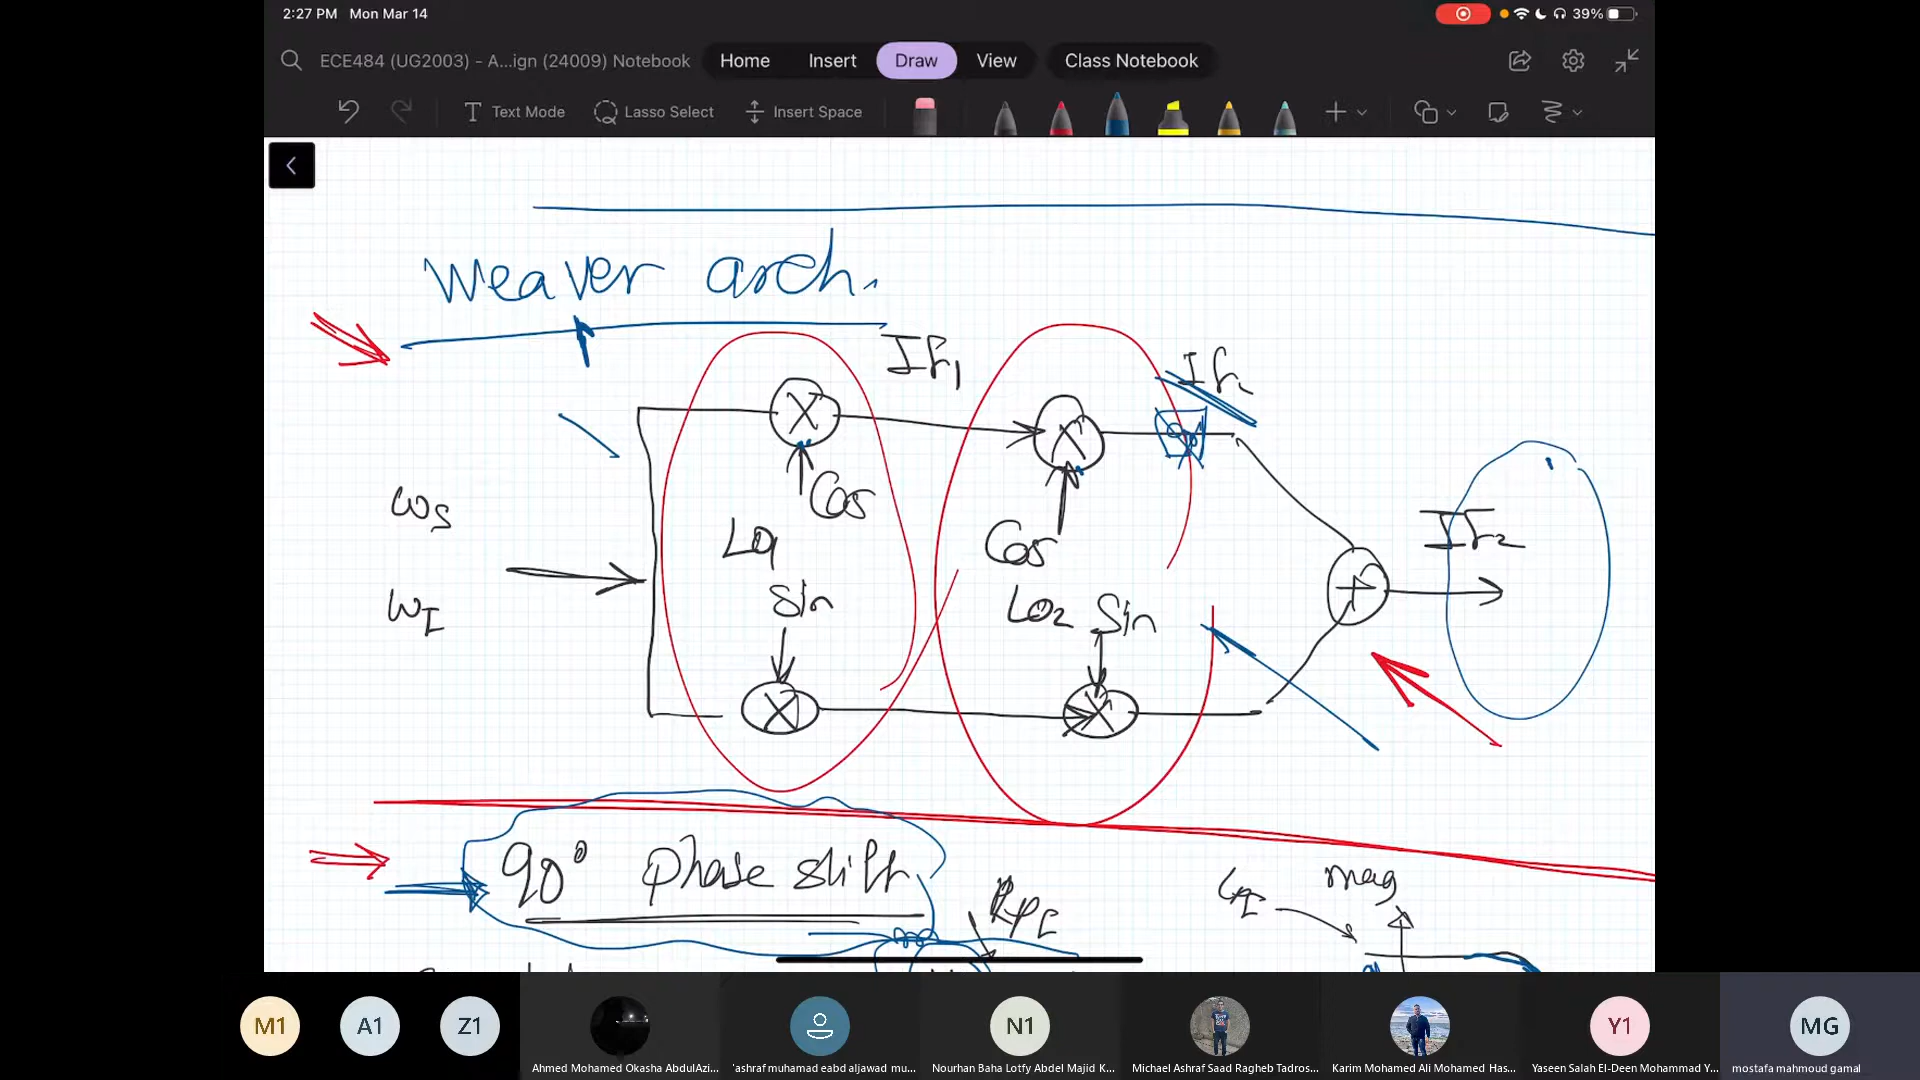 2:27 PM Mon Mar 14
39%
ECE484 (UG2003) - A...ign (24009) Notebook
Home Insert Draw View Class Notebook
Text Mode Lasso Select Insert Space
Weaver arch.
IF1
IF2
Cos
ωs
LO1
Cos
IF2
Sin
ωI
LO2 Sin
90° phase shift
mag
M1 A1 Z1 N1 Y1 MG
Ahmed Mohamed Okasha AbdulAzi...
'ashraf muhamad eabd aljawad mu...
Nourhan Baha Lotfy Abdel Majid K...
Michael Ashraf Saad Ragheb Tadros...
Karim Mohamed Ali Mohamed Has...
Yaseen Salah El-Deen Mohammad Y...
mostafa mahmoud gamal